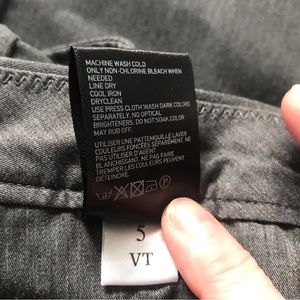 MACHINE WASH COLD
ONLY NON-CHLORINE BLEACH WHEN
NEEDED
LINE DRY
COOL IRON
DRYCLEAN
USE PRESS CLOTH.WASH DARK COLORS
SEPARATELY. NO OPTICAL
BRIGHTENERS. DO NOT SOAK.COLOR
MAY RUB OFF.
UTILISER UNE PATTEMOUILLE.LAVER
COULEURS FONCÉES SÉPARÉMENT.
PAS UTILISER D'AGENT
BLANCHISSANT. NE PAS FAIRE
TREMPER LES COULEURS PEUVENT
DÉTEINDRE.
5
VT